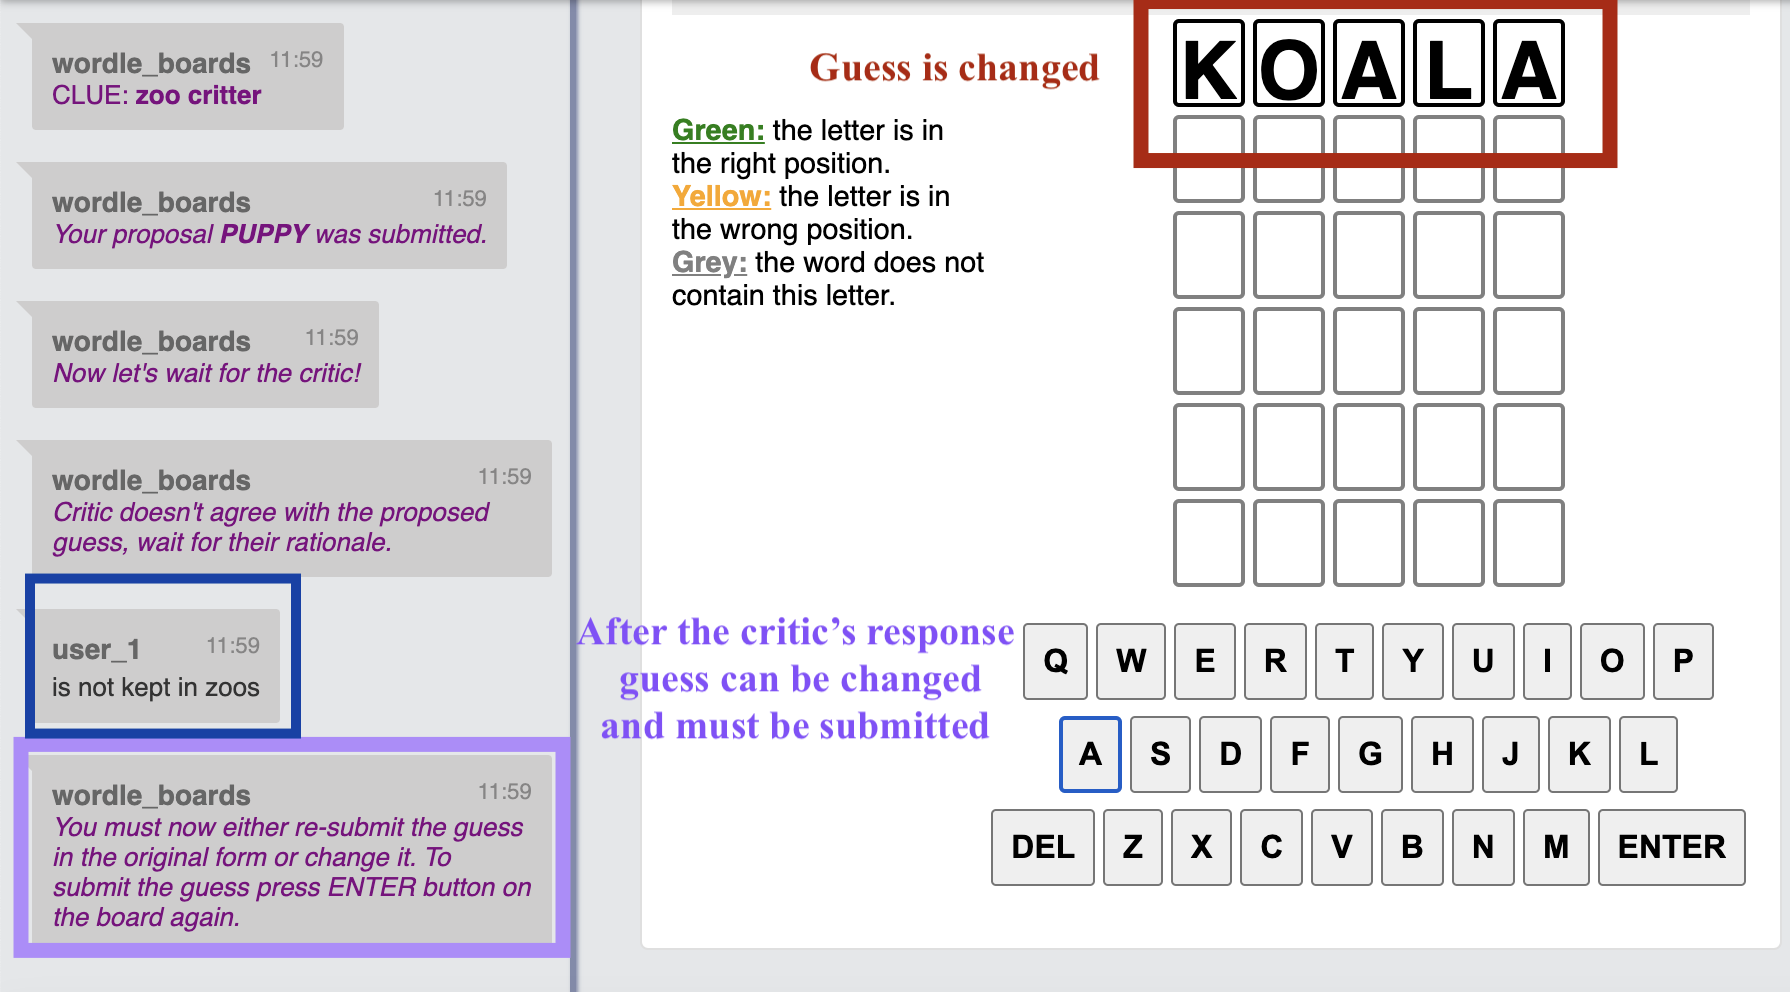 wordle_boards 11:59
CLUE: zoo critter
wordle_boards 11:59
Your proposal PUPPY was submitted.
wordle_boards 11:59
Now let's wait for the critic!
wordle_boards 11:59
Critic doesn't agree with the proposed
guess, wait for their rationale.
user_1 11:59
is not kept in zoos
wordle_boards 11:59
You must now either re-submit the guess
in the original form or change it. To
submit the guess press ENTER button on
the board again.
Guess is changed
KOALA
Green: the letter is in
the right position.
Yellow: the letter is in
the wrong position.
Grey: the word does not
contain this letter.
After the critic’s response
guess can be changed
and must be submitted
Q W E R T Y U I O P
A S D F G H J K L
DEL Z X C V B N M ENTER